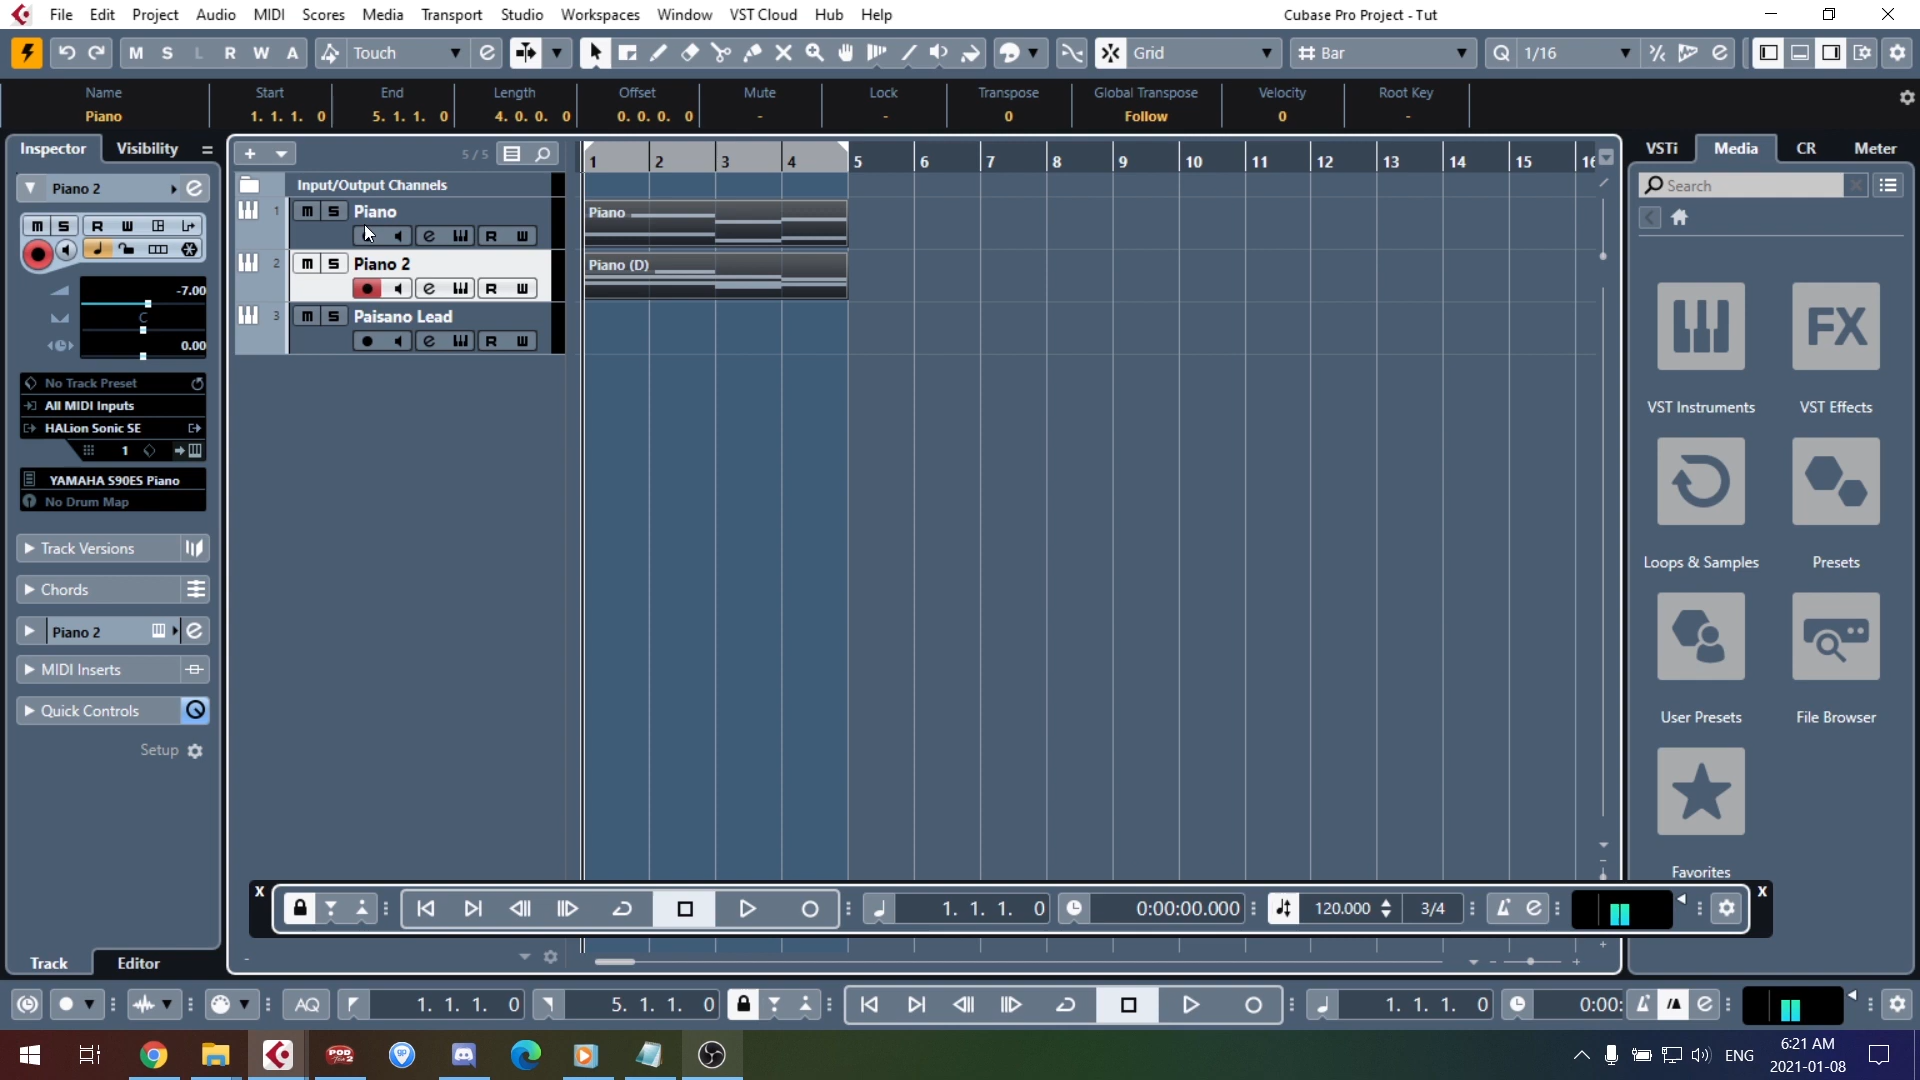 File Edit Project Audio MIDI Scores Media Transport Studio Workspaces Window VST Cloud Hub Help
Cubase Pro Project - Tut
M S L R W A Touch Grid Bar Q 1/16
Name Start End Length Offset Mute Lock Transpose Global Transpose Velocity Root Key
Piano 1. 1. 1. 0 5. 1. 1. 0 4. 0. 0. 0 0. 0. 0. 0 - - 0 Follow 0 -
Inspector Visibility
5 / 5
1 2 3 4 5 6 7 8 9 10 11 12 13 14 15 16
VSTi Media CR Meter
Piano 2
Input/Output Channels
Search
M S R W
1 M S Piano
R W
Piano
2 M S Piano 2
R W
Piano (D)
3 M S Paisano Lead
R W
-7.00
C
0.00
No Track Preset
All MIDI Inputs
HALion Sonic SE
1
YAMAHA S90ES Piano
No Drum Map
Track Versions
Chords
Piano 2
MIDI Inserts
Quick Controls
Setup
FX
VST Instruments VST Effects
Loops & Samples Presets
User Presets File Browser
Favorites
X X
1. 1. 1. 0 0:00:00.000 120.000 3/4
Track Editor
AQ 1. 1. 1. 0 5. 1. 1. 0 1. 1. 1. 0 0:00:
POD
GP
ENG
6:21 AM
2021-01-08